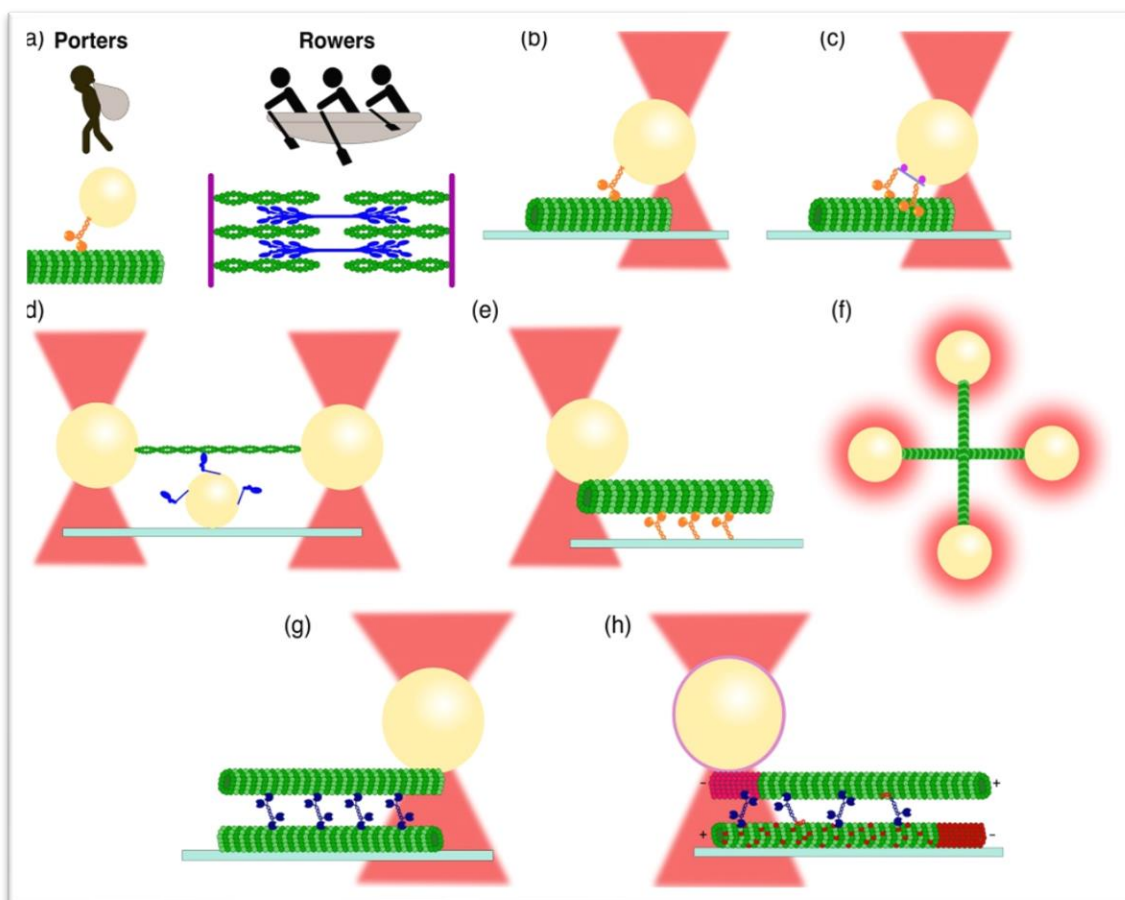 a) Porters Rowers (b) (c)
d) (e) (f)
(g) (h)
- +
+ -